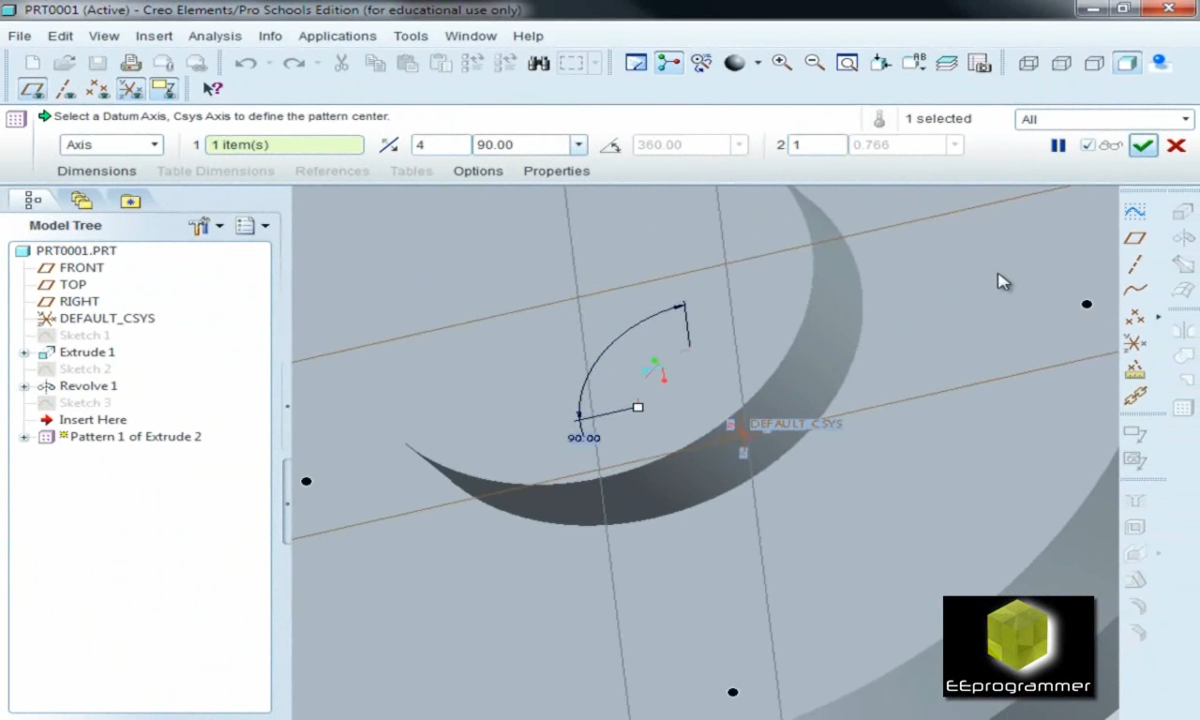 PRT0001 (Active) - Creo Elements/Pro Schools Edition (for educational use only)
File Edit View Insert Analysis Info Applications Tools Window Help
Select a Datum Axis, Csys Axis to define the pattern center.
1 selected
All
Axis 1 1 item(s) 4 90.00 360.00 2 1 0.766
Dimensions Table Dimensions References Tables Options Properties
Model Tree
PRT0001.PRT
FRONT
TOP
RIGHT
DEFAULT_CSYS
Sketch 1
Extrude 1
Sketch 2
Revolve 1
Sketch 3
Insert Here
Pattern 1 of Extrude 2
90.00
DEFAULT_CSYS
EEprogrammer